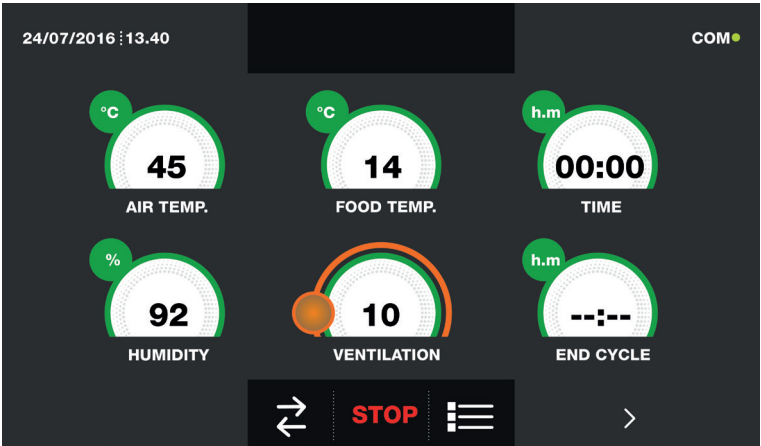 24/07/2016 13.40
COM
°C
°C
h.m
45
14
00:00
AIR TEMP.
FOOD TEMP.
TIME
%
h.m
92
10
--:--
HUMIDITY
VENTILATION
END CYCLE
STOP